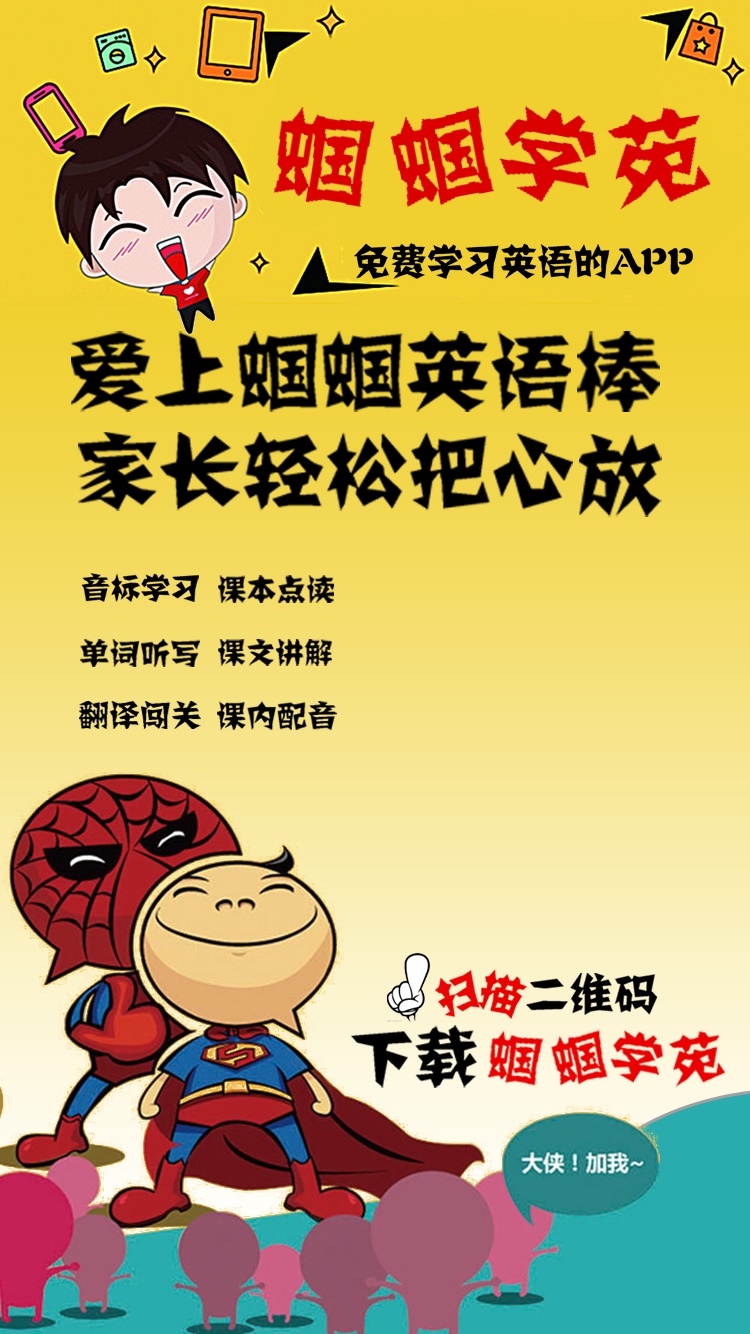 蝈蝈学苑
免费学习英语的APP
爱上蝈蝈英语棒
家长轻松把心放
音标学习 课本点读
单词听写 课文讲解
翻译闯关 课内配音
扫描二维码
下载蝈蝈学苑
大侠！加我~